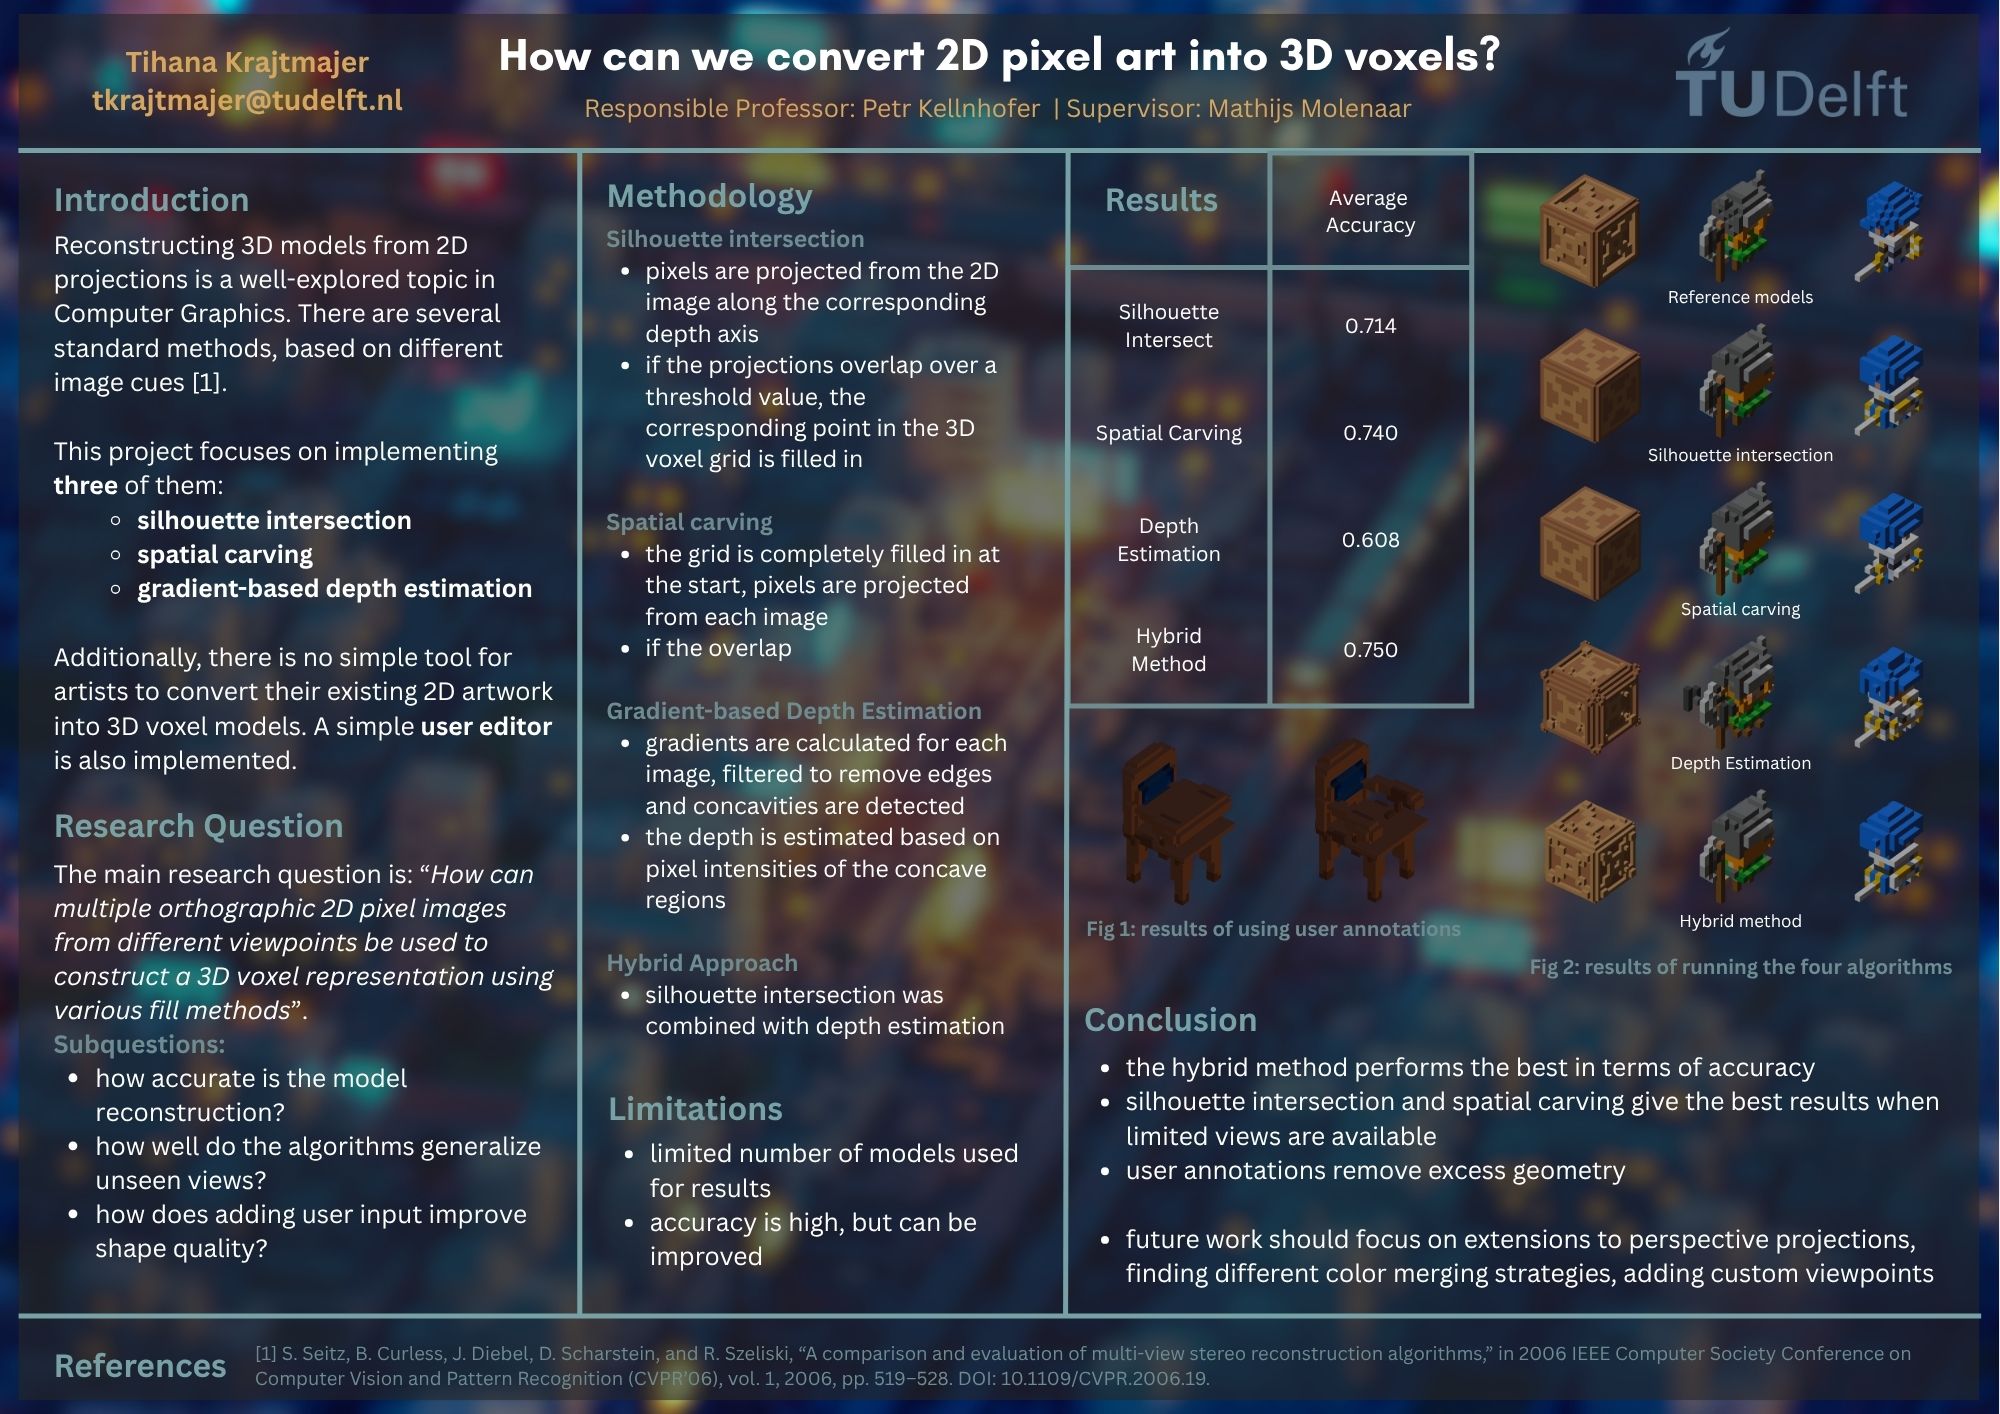 Tihana Krajtmajer
tkrajtmajer@tudelft.nl
How can we convert 2D pixel art into 3D voxels?
Responsible Professor: Petr Kellnhofer | Supervisor: Mathijs Molenaar
TUDelft
Introduction
Reconstructing 3D models from 2D
projections is a well-explored topic in
Computer Graphics. There are several
standard methods, based on different
image cues [1].
This project focuses on implementing
three of them:
silhouette intersection
spatial carving
gradient-based depth estimation
Additionally, there is no simple tool for
artists to convert their existing 2D artwork
into 3D voxel models. A simple user editor
is also implemented.
Research Question
The main research question is: “How can
multiple orthographic 2D pixel images
from different viewpoints be used to
construct a 3D voxel representation using
various fill methods”.
Subquestions:
• how accurate is the model
reconstruction?
• how well do the algorithms generalize
unseen views?
• how does adding user input improve
shape quality?
Methodology
Silhouette intersection
• pixels are projected from the 2D
image along the corresponding
depth axis
• if the projections overlap over a
threshold value, the
corresponding point in the 3D
voxel grid is filled in
Spatial carving
• the grid is completely filled in at
the start, pixels are projected
from each image
• if the overlap
Gradient-based Depth Estimation
• gradients are calculated for each
image, filtered to remove edges
and concavities are detected
• the depth is estimated based on
pixel intensities of the concave
regions
Hybrid Approach
• silhouette intersection was
combined with depth estimation
Limitations
• limited number of models used
for results
• accuracy is high, but can be
improved
Results
Average
Accuracy
Silhouette
Intersect
0.714
Spatial Carving
0.740
Depth
Estimation
0.608
Hybrid
Method
0.750
Fig 1: results of using user annotations
Reference models
Silhouette intersection
Spatial carving
Depth Estimation
Hybrid method
Fig 2: results of running the four algorithms
Conclusion
• the hybrid method performs the best in terms of accuracy
• silhouette intersection and spatial carving give the best results when
limited views are available
• user annotations remove excess geometry
• future work should focus on extensions to perspective projections,
finding different color merging strategies, adding custom viewpoints
References
[1] S. Seitz, B. Curless, J. Diebel, D. Scharstein, and R. Szeliski, “A comparison and evaluation of multi-view stereo reconstruction algorithms,” in 2006 IEEE Computer Society Conference on
Computer Vision and Pattern Recognition (CVPR’06), vol. 1, 2006, pp. 519–528. DOI: 10.1109/CVPR.2006.19.